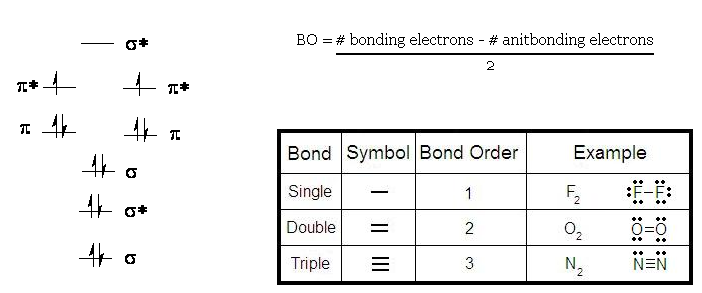 σ*
π* π*
π π
σ
σ*
σ
BO = # bonding electrons - # anitbonding electrons
2
Bond Symbol Bond Order Example
Single — 1 F2 :F̤̈–F̤̈:
Double = 2 O2 Ö=Ö
Triple ≡ 3 N2 N̈≡N̈